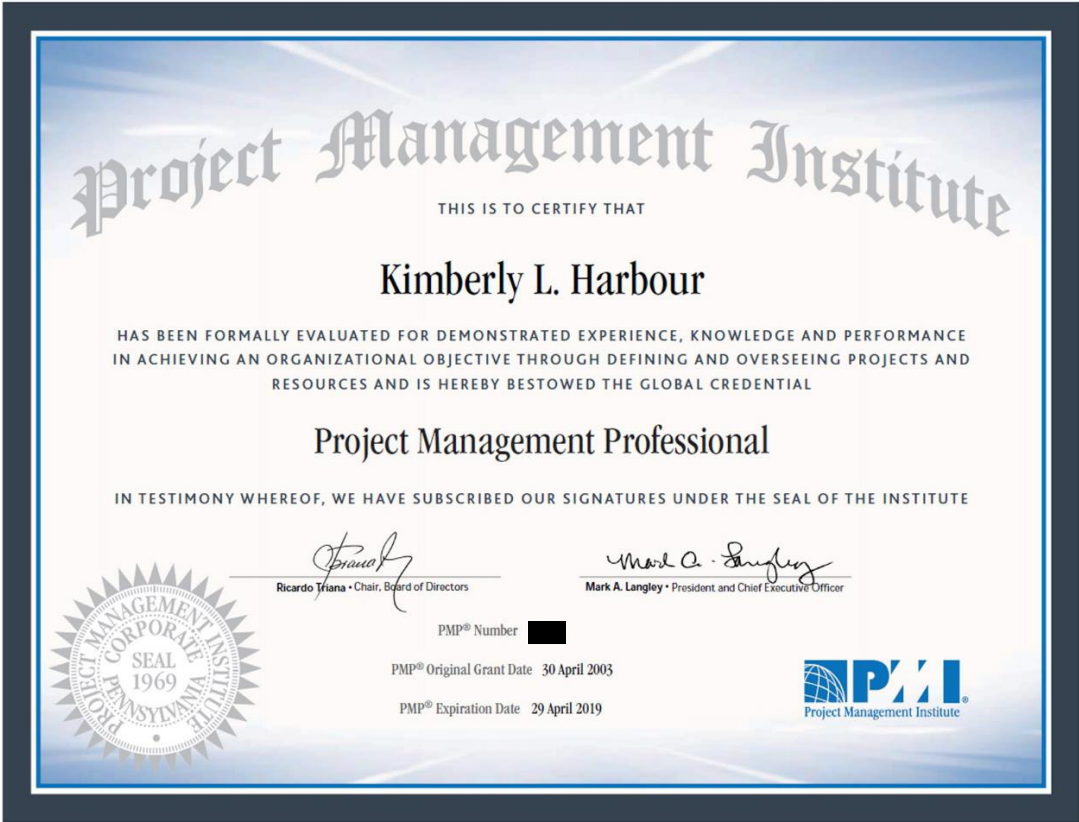 Project Management Institute
THIS IS TO CERTIFY THAT
Kimberly L. Harbour
HAS BEEN FORMALLY EVALUATED FOR DEMONSTRATED EXPERIENCE, KNOWLEDGE AND PERFORMANCE
IN ACHIEVING AN ORGANIZATIONAL OBJECTIVE THROUGH DEFINING AND OVERSEEING PROJECTS AND
RESOURCES AND IS HEREBY BESTOWED THE GLOBAL CREDENTIAL
Project Management Professional
IN TESTIMONY WHEREOF, WE HAVE SUBSCRIBED OUR SIGNATURES UNDER THE SEAL OF THE INSTITUTE
Mark A. Langley
Ricardo Triana • Chair, Board of Directors
Mark A. Langley • President and Chief Executive Officer
PMP® Number
PMP® Original Grant Date 30 April 2003
PMP® Expiration Date 29 April 2019
PROJECT MANAGEMENT INSTITUTE
CORPORATE
SEAL
1969
PENNSYLVANIA
PMI®
Project Management Institute